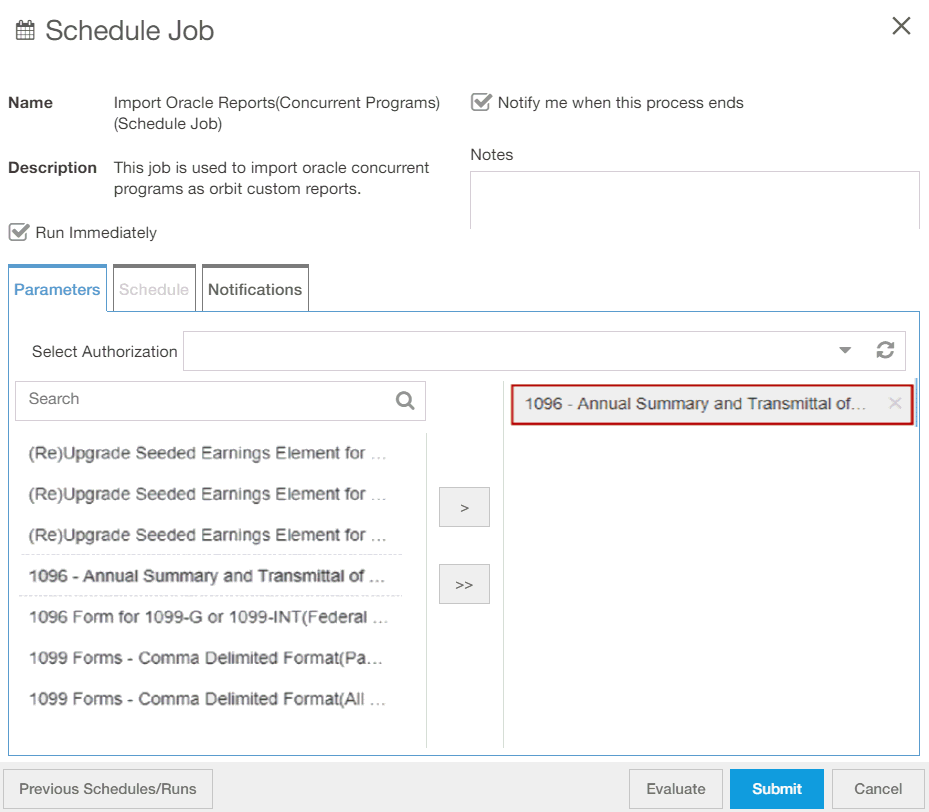 Schedule Job
Name
Import Oracle Reports(Concurrent Programs)
(Schedule Job)
Description
This job is used to import oracle concurrent
programs as orbit custom reports.
Run Immediately
Notify me when this process ends
Notes
Parameters
Schedule
Notifications
Select Authorization
Search
(Re)Upgrade Seeded Earnings Element for ...
(Re)Upgrade Seeded Earnings Element for ...
(Re)Upgrade Seeded Earnings Element for ...
1096 - Annual Summary and Transmittal of ...
1096 Form for 1099-G or 1099-INT(Federal ...
1099 Forms - Comma Delimited Format(Pa...
1099 Forms - Comma Delimited Format(All ...
>
>>
1096 - Annual Summary and Transmittal of...
Previous Schedules/Runs
Evaluate
Submit
Cancel